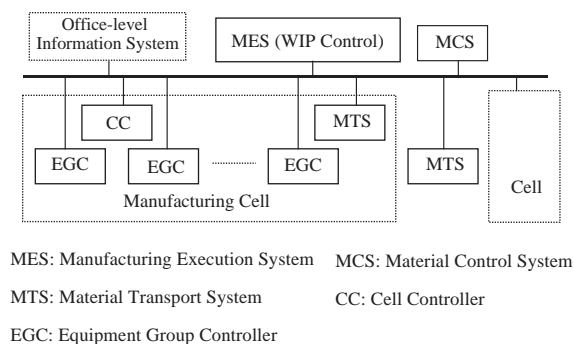 Office-level
Information System
MES (WIP Control)
MCS
CC
MTS
EGC
EGC
EGC
MTS
Cell
Manufacturing Cell
MES: Manufacturing Execution System
MCS: Material Control System
MTS: Material Transport System
CC: Cell Controller
EGC: Equipment Group Controller